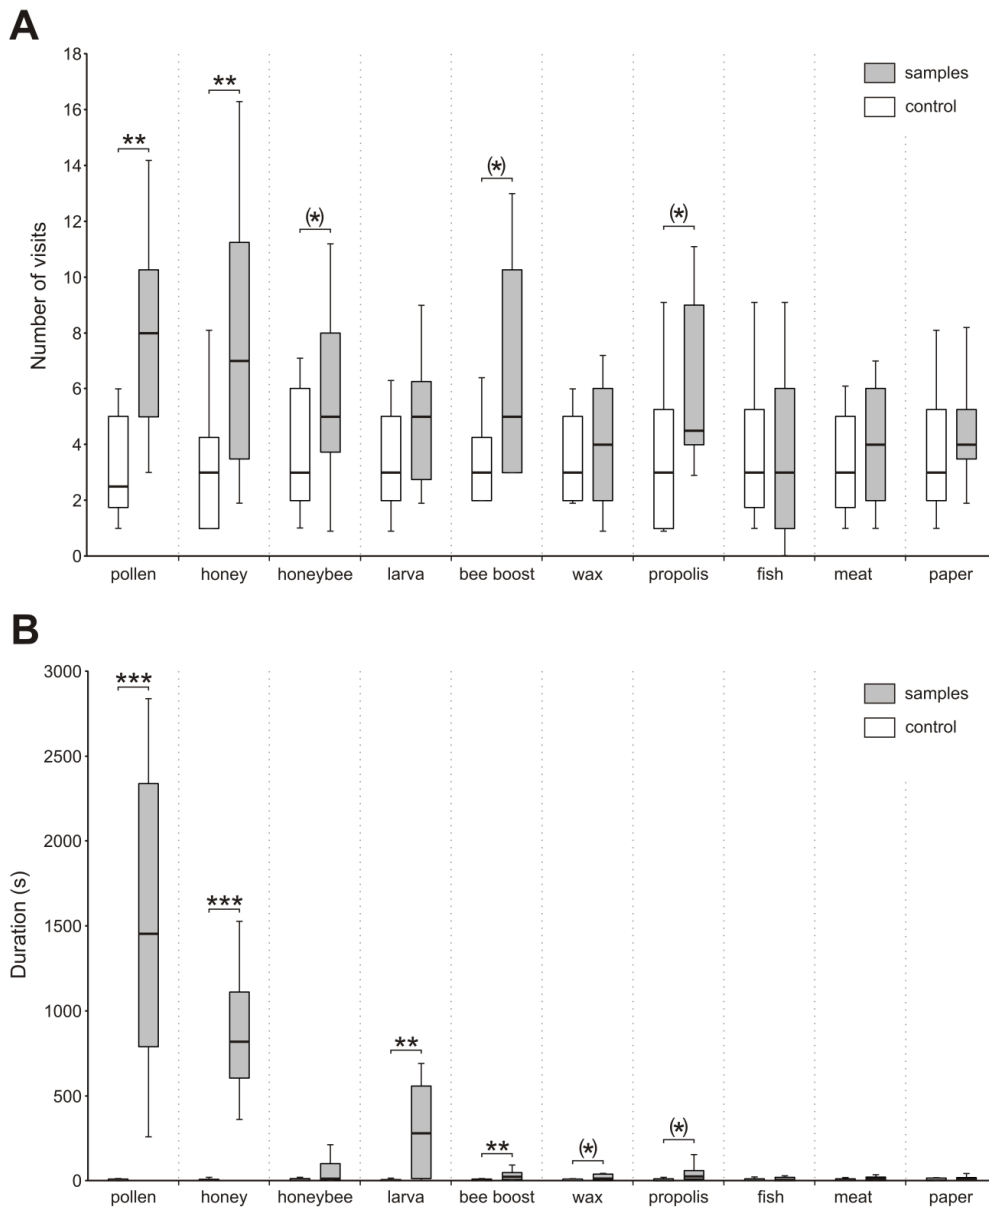 A
18
16
14
12
10
8
6
4
2
0
Number of visits
samples
control
**
**
(*)
(*)
(*)
pollen honey honeybee larva bee boost wax propolis fish meat paper
B
3000
2500
2000
1500
1000
500
0
Duration (s)
samples
control
***
***
**
**
(*)
(*)
pollen honey honeybee larva bee boost wax propolis fish meat paper